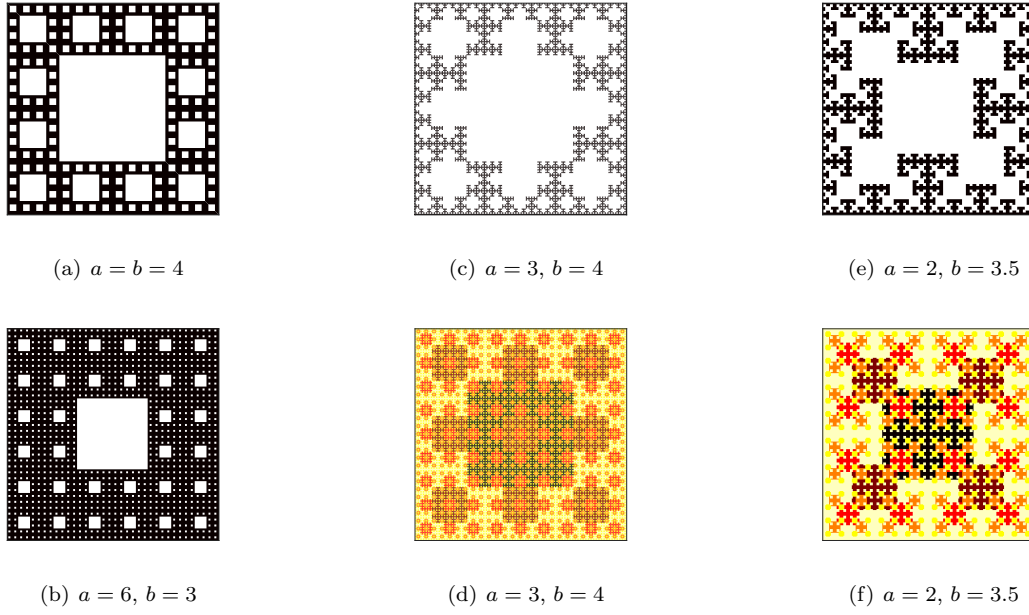 (a) a = b = 4
(c) a = 3, b = 4
(e) a = 2, b = 3.5
(b) a = 6, b = 3
(d) a = 3, b = 4
(f) a = 2, b = 3.5